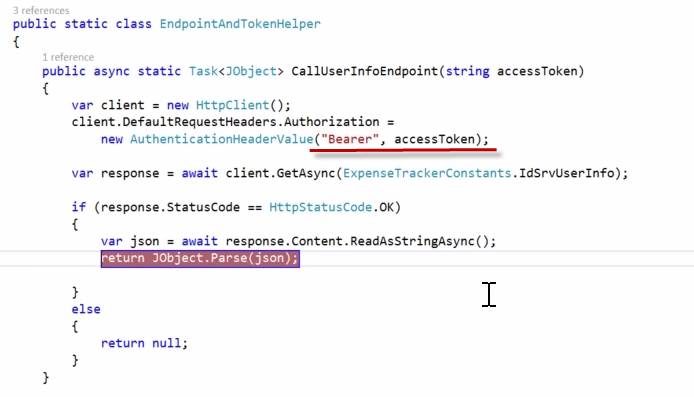 3 references
public static class EndpointAndTokenHelper
{
1 reference
public async static Task<JObject> CallUserInfoEndpoint(string accessToken)
{
var client = new HttpClient();
client.DefaultRequestHeaders.Authorization =
new AuthenticationHeaderValue("Bearer", accessToken);
var response = await client.GetAsync(ExpenseTrackerConstants.IdSrvUserInfo);
if (response.StatusCode == HttpStatusCode.OK)
{
var json = await response.Content.ReadAsStringAsync();
return JObject.Parse(json);
}
else
{
return null;
}
}